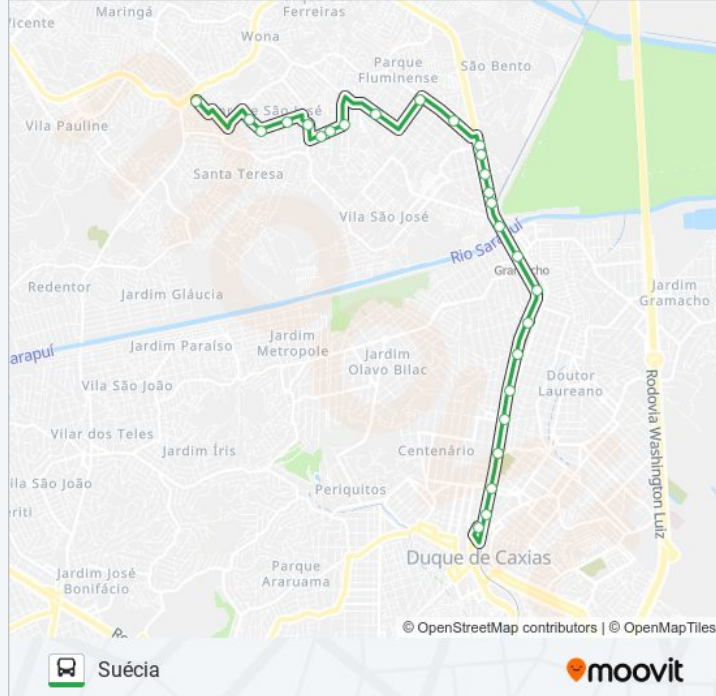 Maringá
Ferreiras
Vicente
Wona
Parque
Fluminense
São Bento
São José
Vila Pauline
Santa Teresa
Vila São José
Rio Sarapuí
Gramacho
Redentor
Jardim Gláucia
Jardim
Gramacho
Jardim
Metropole
Jardim Paraíso
arapuí
Jardim
Olavo Bilac
Vila São João
Doutor
Laureano
Rodovia Washington Luiz
Vilar dos Teles
Jardim Íris
Centenário
ila São João
Periquitos
eriti
Duque de Caxias
Parque
Araruama
Jardim José
Bonifácio
© OpenStreetMap contributors | © OpenMapTiles
Suécia
moovit